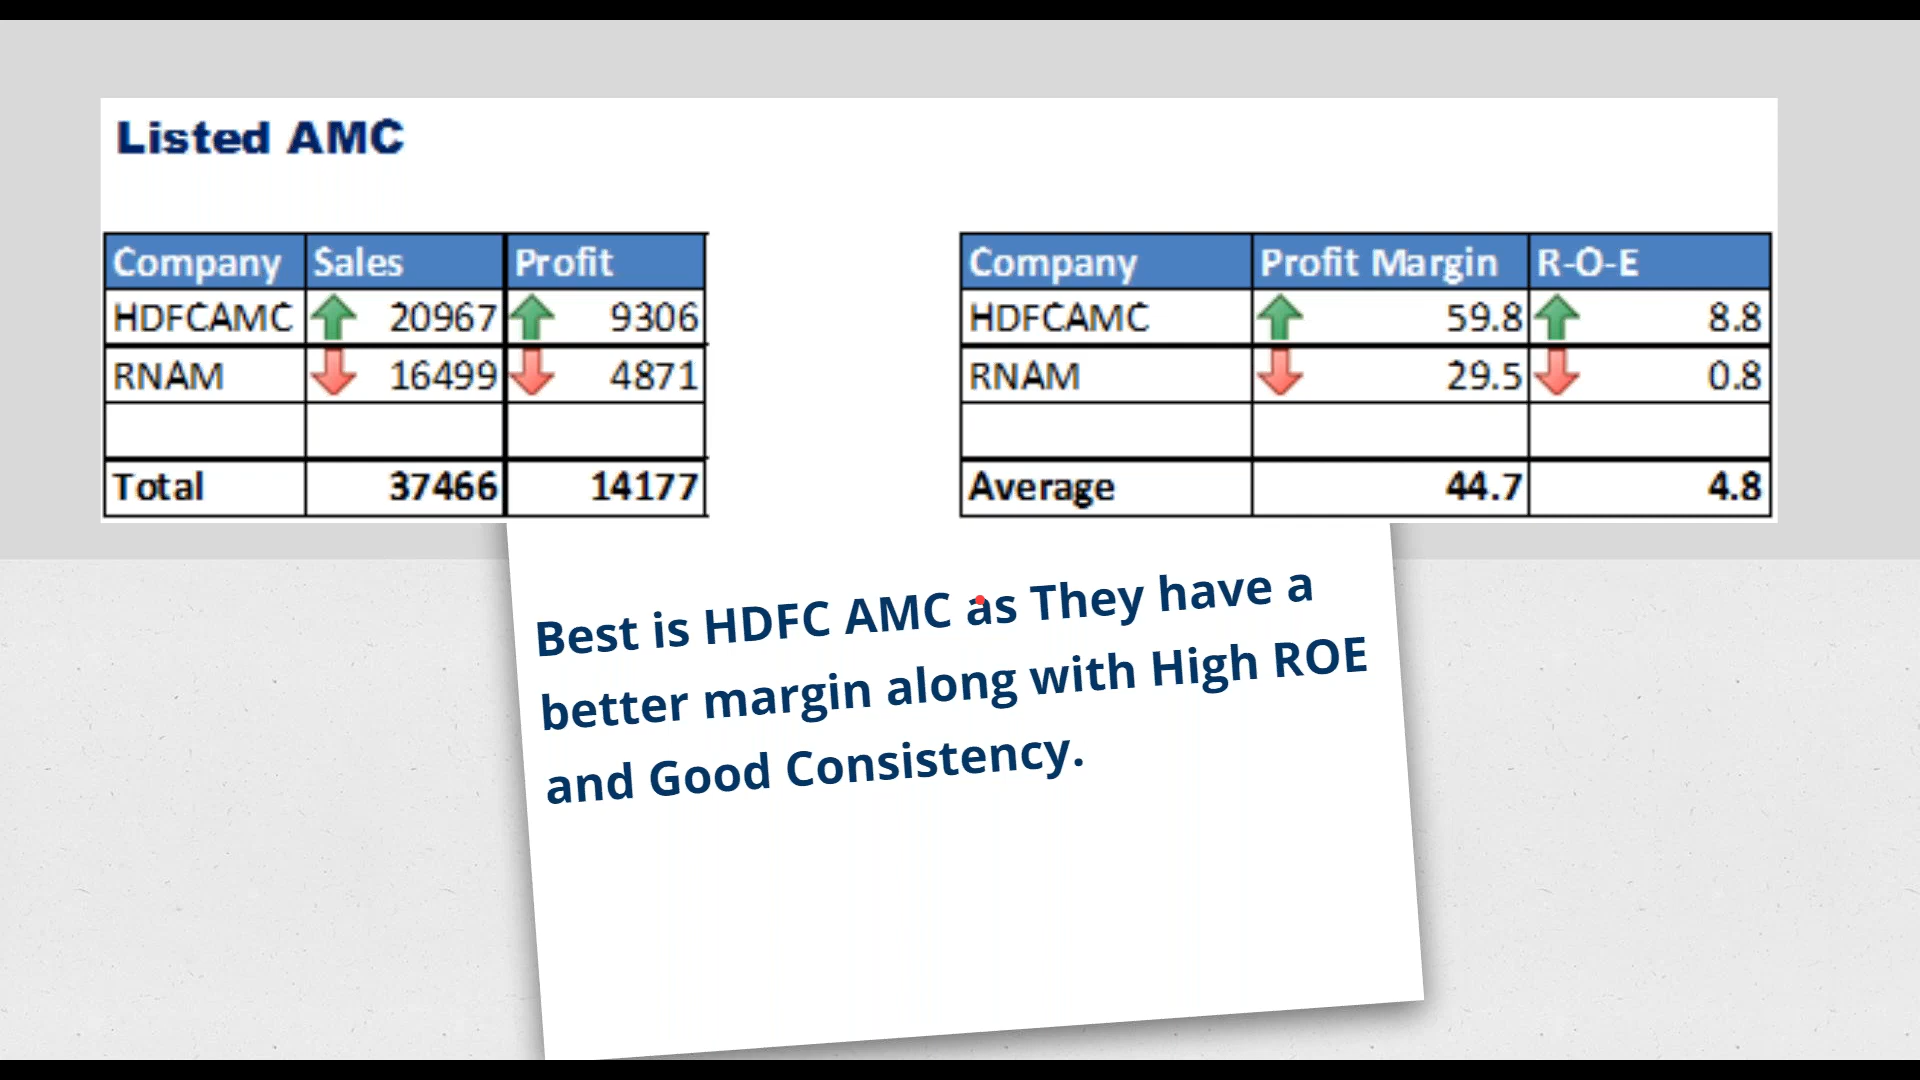 Listed AMC
Company Sales Profit
HDFCAMC 20967 9306
RNAM 16499 4871
Total 37466 14177
Company Profit Margin R-O-E
HDFCAMC 59.8 8.8
RNAM 29.5 0.8
Average 44.7 4.8
Best is HDFC AMC as They have a
better margin along with High ROE
and Good Consistency.